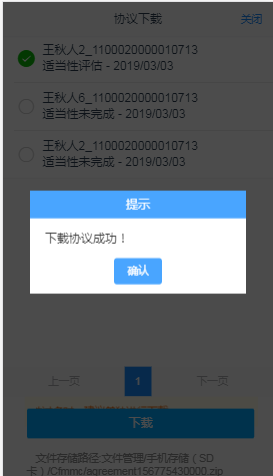 协议下载
关闭
王秋人2_1100020000010713
适当性评估 - 2019/03/03
王秋人6_1100020000010713
适当性未完成 - 2019/03/03
王秋人2_1100020000010713
适当性未完成 - 2019/03/03
提示
下载协议成功！
确认
上一页
1
下一页
下载
文件存储路径:文件管理/手机存储（SD
卡）/Cfmmc/agreement156775430000.zip